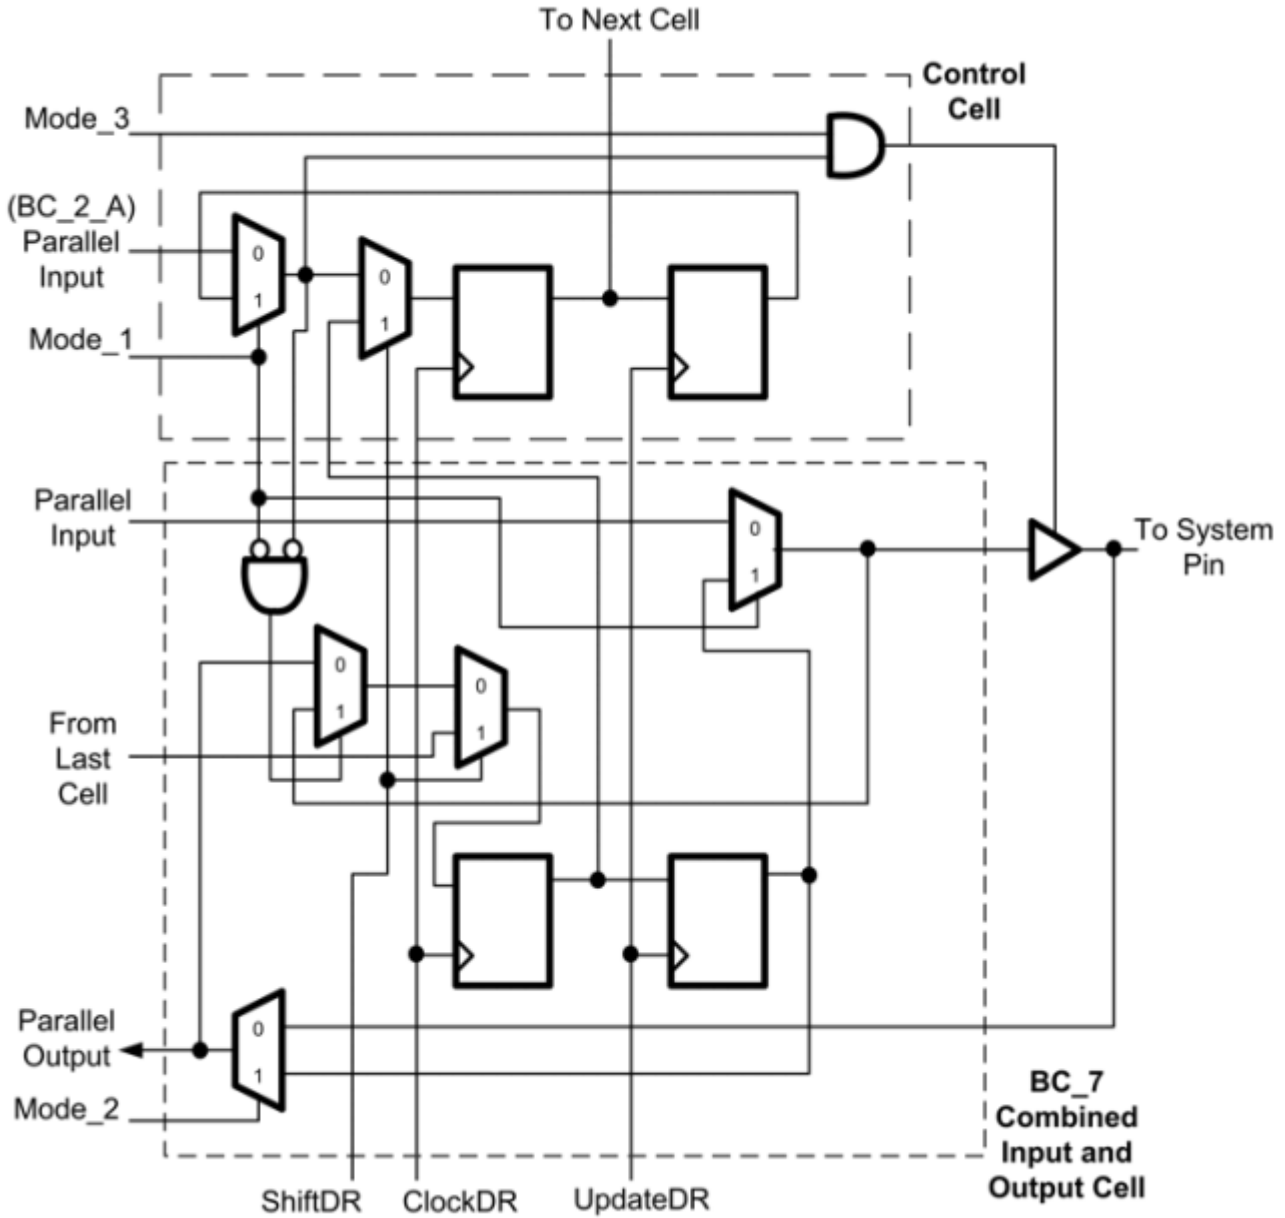 To Next Cell
Control
Cell
Mode_3
(BC_2_A)
Parallel
Input
0
1
0
1
Mode_1
Parallel
Input
0
1
To System
Pin
0
1
0
1
From
Last
Cell
Parallel
Output
0
1
Mode_2
BC_7
Combined
Input and
Output Cell
ShiftDR ClockDR UpdateDR